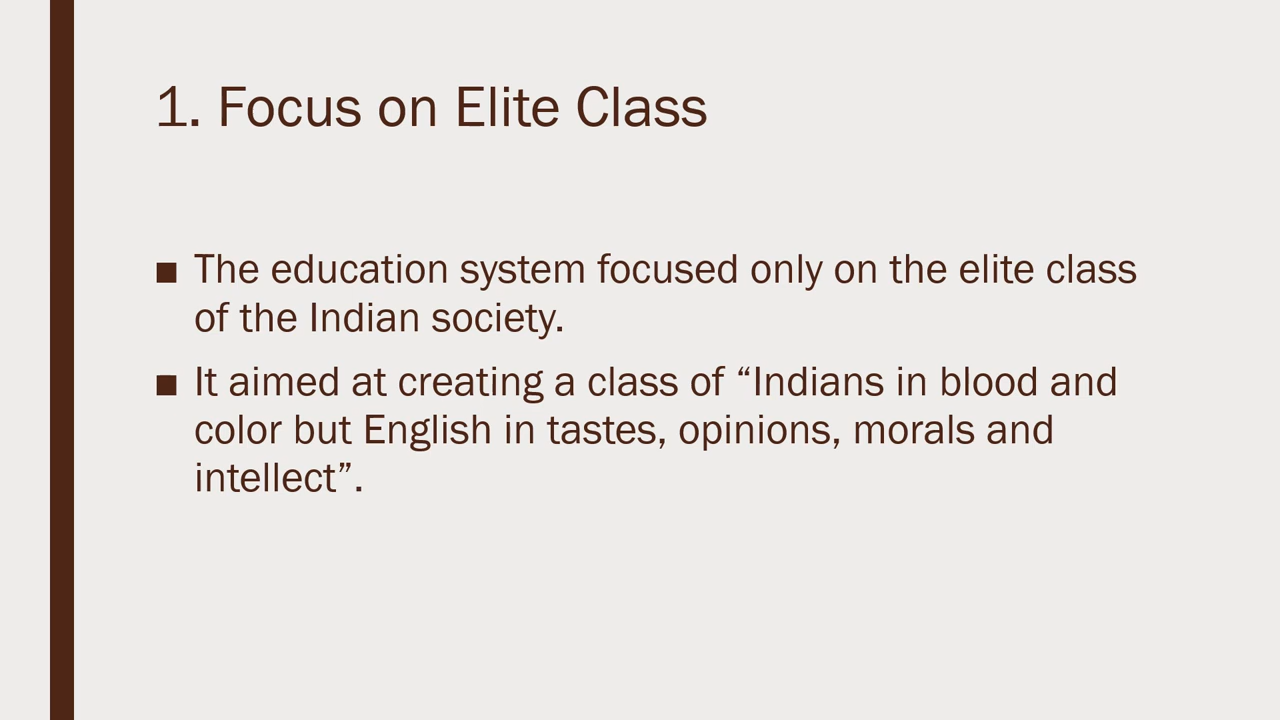 1. Focus on Elite Class
■ The education system focused only on the elite class
of the Indian society.
■ It aimed at creating a class of “Indians in blood and
color but English in tastes, opinions, morals and
intellect”.